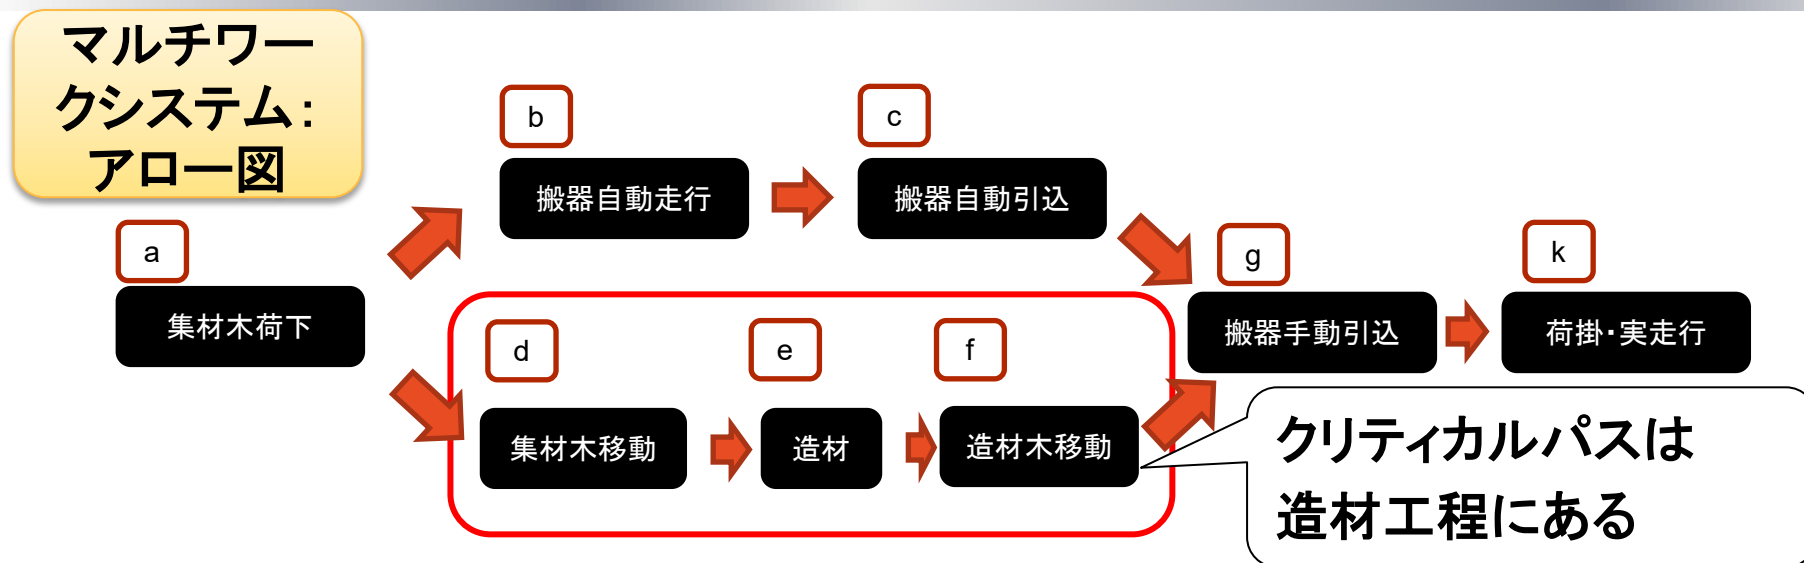 マルチワー
クシステム：
アロー図
b
c
搬器自動走行
搬器自動引込
a
g
k
集材木荷下
搬器手動引込
荷掛・実走行
d
e
f
集材木移動
造材
造材木移動
クリティカルパスは
造材工程にある